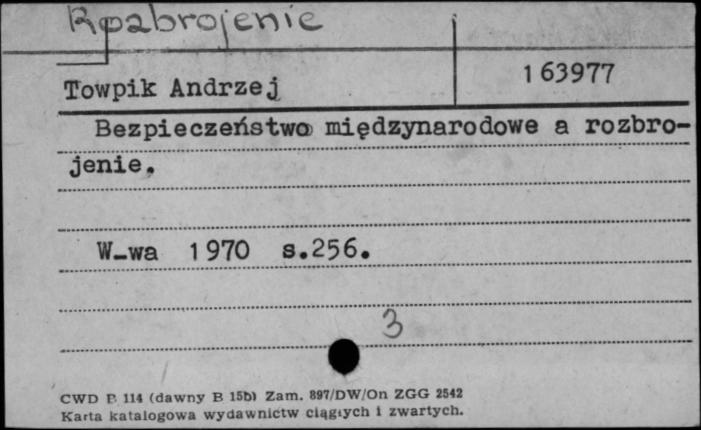 Rozbrojenie
Towpik Andrzej
163977
Bezpieczeństwo międzynarodowe a rozbro-
jenie.
W-wa 1970 s.256.
3
CWD P. 114 (dawny B 15b) Zam. 897/DW/On ZGG 2542
Karta katalogowa wydawnictw ciągłych i zwartych.